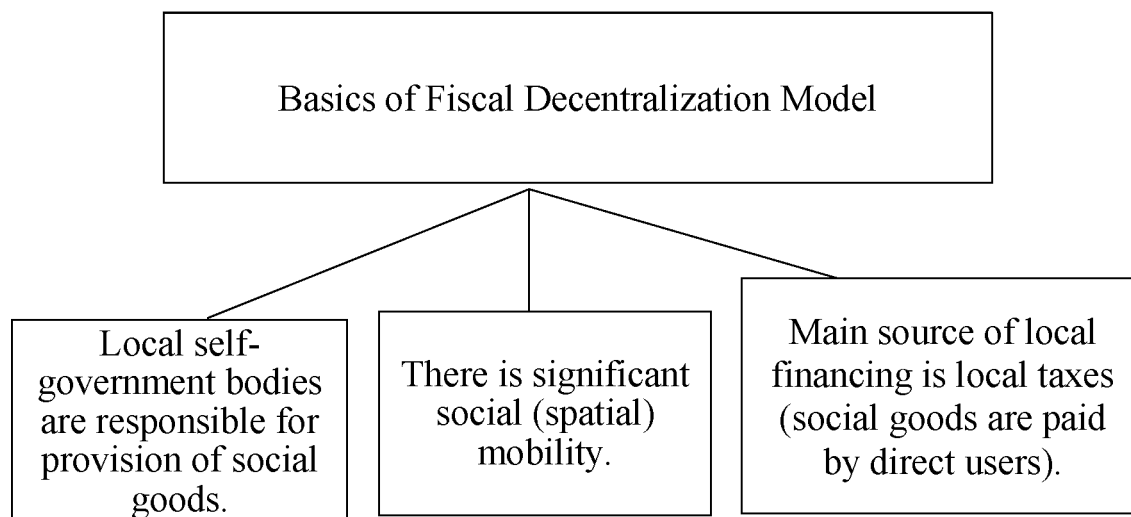 Basics of Fiscal Decentralization Model
Local self-
government bodies
are responsible for
provision of social
goods.
There is significant
social (spatial)
mobility.
Main source of local
financing is local taxes
(social goods are paid
by direct users).